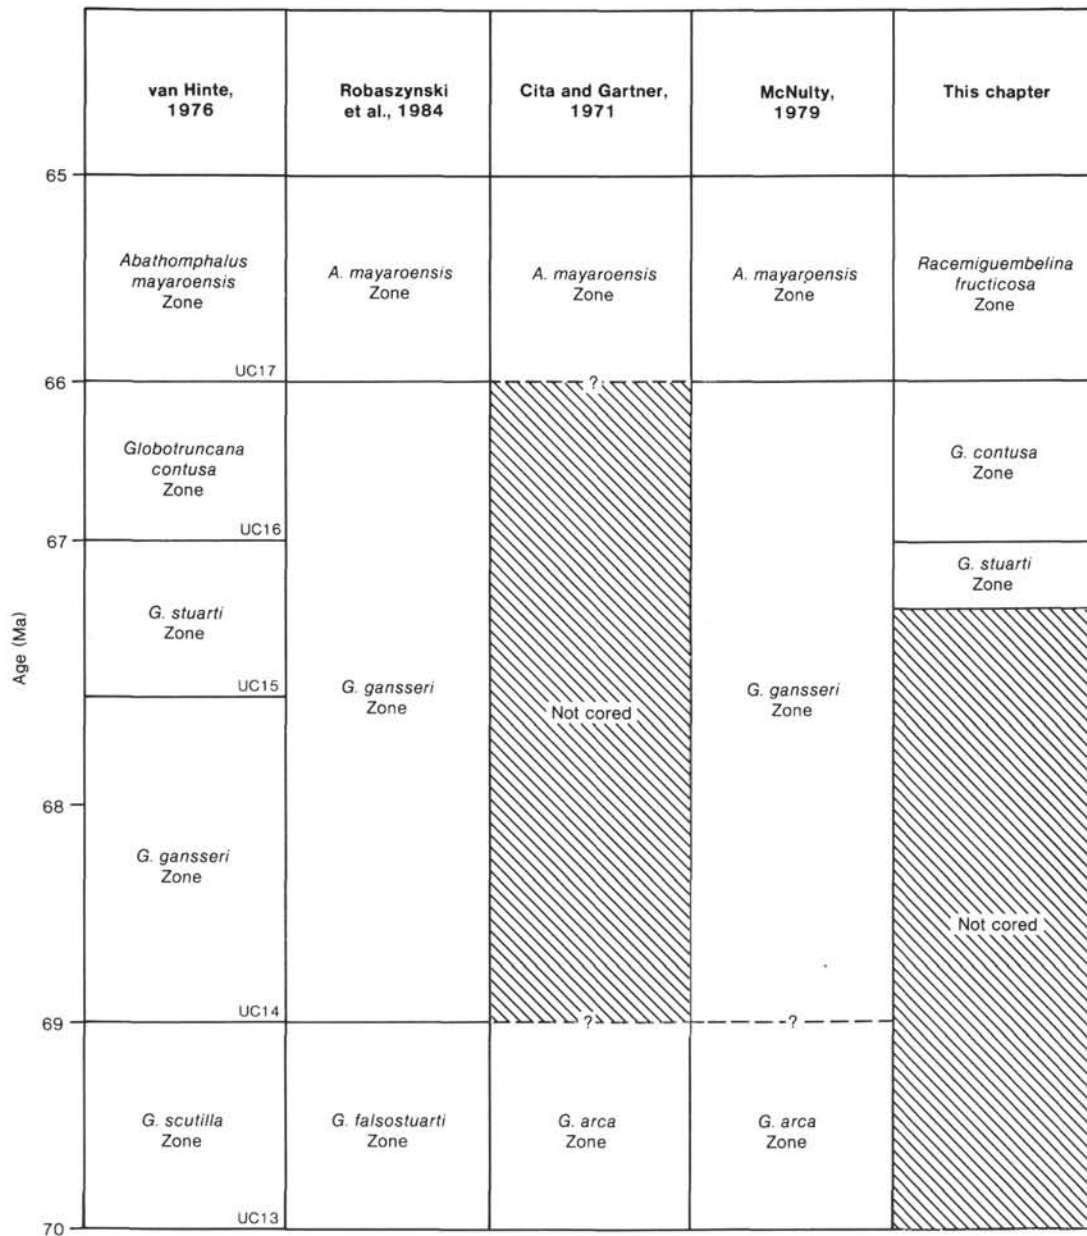 van Hinte,
1976
Robaszynski
et al., 1984
Cita and Gartner,
1971
McNulty,
1979
This chapter
65
Abathomphalus
mayaroensis
Zone
UC17
A. mayaroensis
Zone
A. mayaroensis
Zone
A. mayaroensis
Zone
Racemiguembelina
fructicosa
Zone
66
?
Globotruncana
contusa
Zone
UC16
G. contusa
Zone
67
G. stuarti
Zone
UC15
G. stuarti
Zone
Age (Ma)
G. gansseri
Zone
Not cored
G. gansseri
Zone
68
G. gansseri
Zone
UC14
Not cored
69
?
?
G. scutilla
Zone
UC13
G. falsostuarti
Zone
G. arca
Zone
G. arca
Zone
70